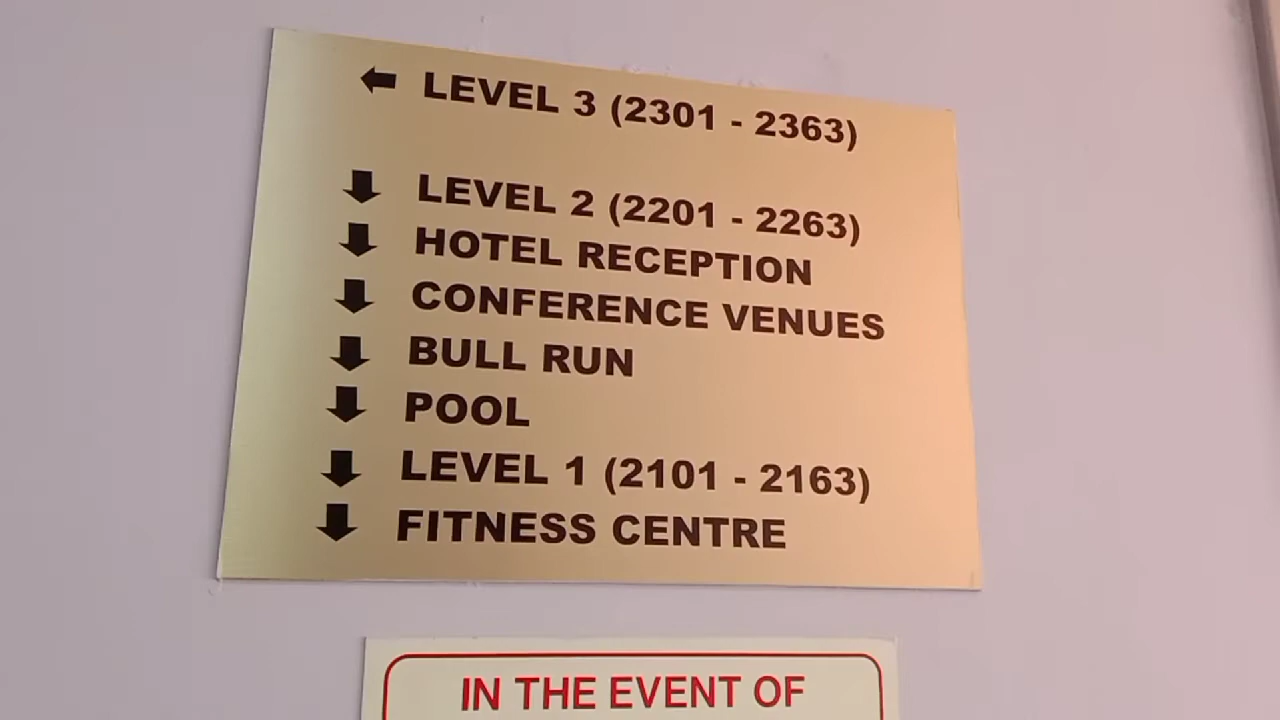 LEVEL 3 (2301 - 2363)
LEVEL 2 (2201 - 2263)
HOTEL RECEPTION
CONFERENCE VENUES
BULL RUN
POOL
LEVEL 1 (2101 - 2163)
FITNESS CENTRE
IN THE EVENT OF